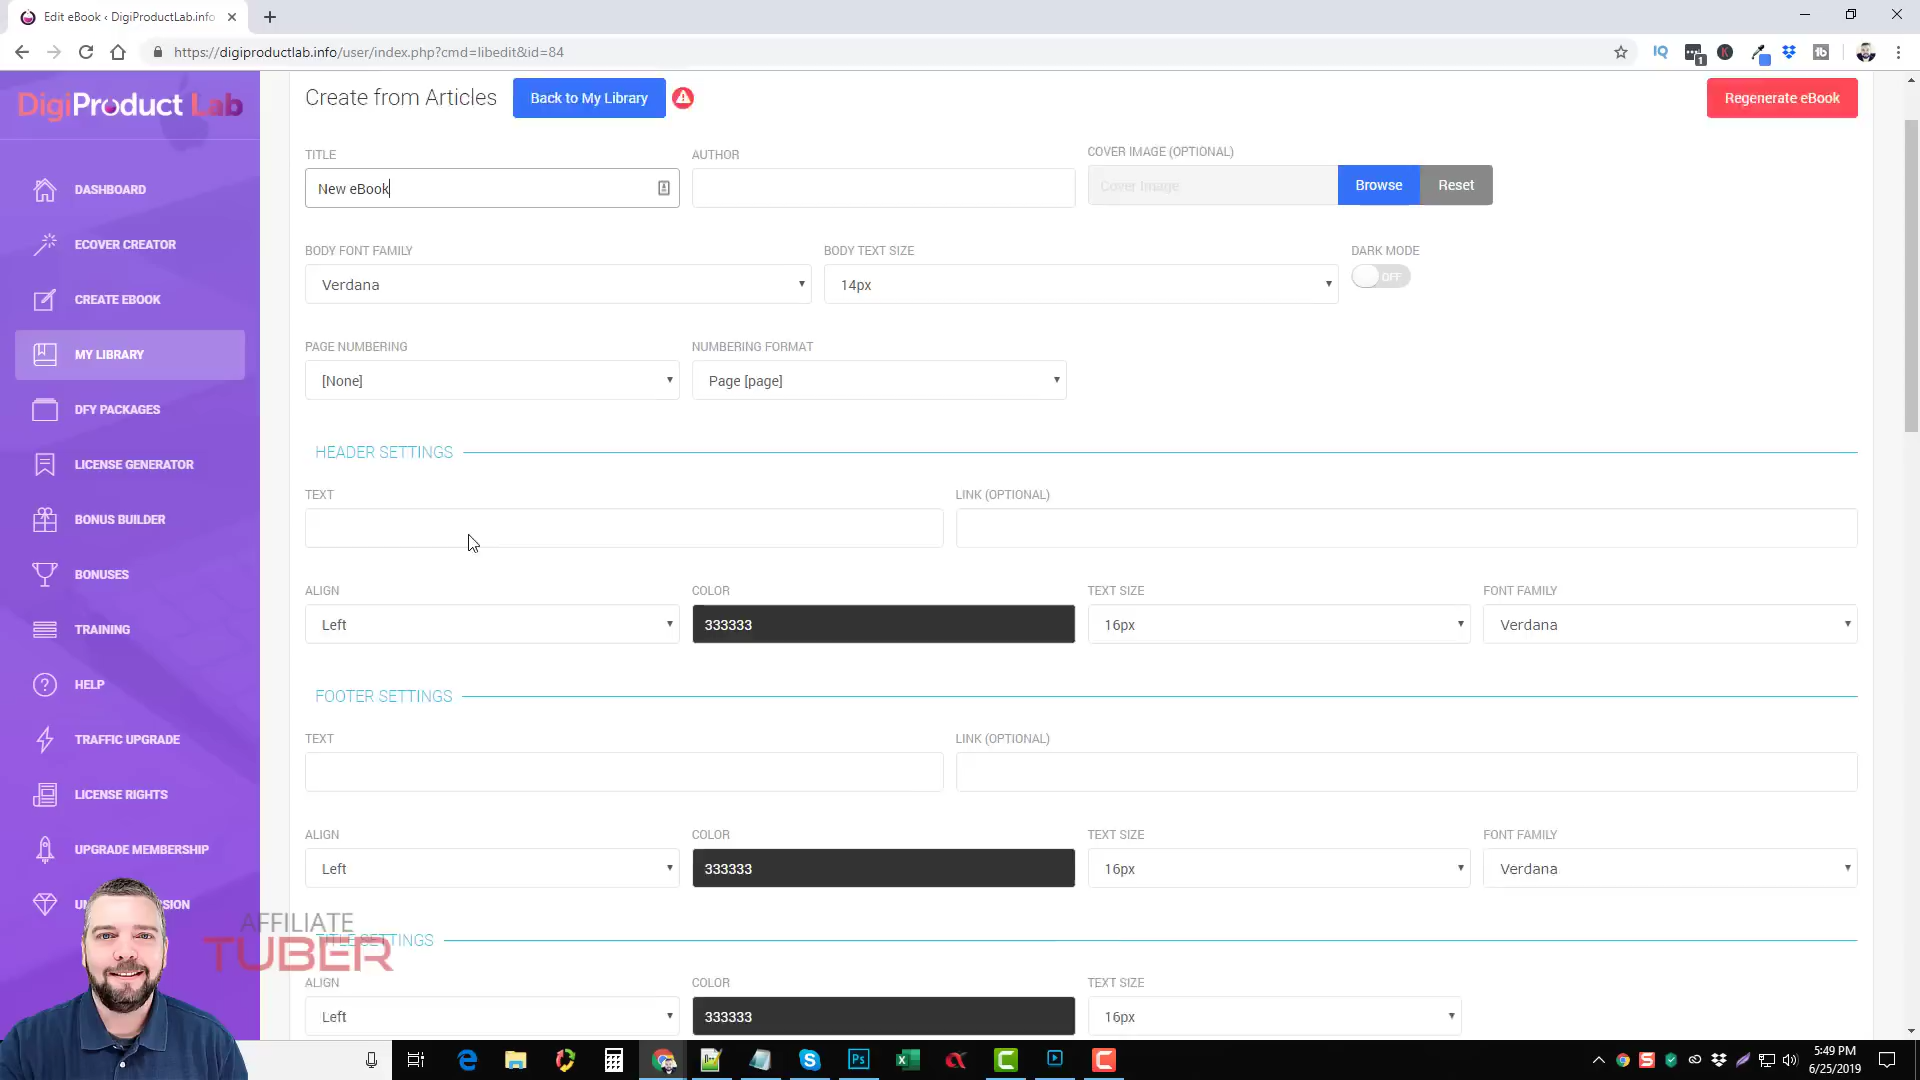 Edit eBook ‹ DigiProductLab.info
https://digiproductlab.info/user/index.php?cmd=libedit&id=84
IQ
1
K
tb
DigiProduct Lab
Create from Articles
Back to My Library
Regenerate eBook
TITLE
AUTHOR
COVER IMAGE (OPTIONAL)
New eBook
Cover Image
Browse
Reset
DASHBOARD
ECOVER CREATOR
CREATE EBOOK
MY LIBRARY
DFY PACKAGES
LICENSE GENERATOR
BONUS BUILDER
BONUSES
TRAINING
HELP
TRAFFIC UPGRADE
LICENSE RIGHTS
UPGRADE MEMBERSHIP
BODY FONT FAMILY
BODY TEXT SIZE
DARK MODE
Verdana
14px
OFF
PAGE NUMBERING
NUMBERING FORMAT
[None]
Page [page]
HEADER SETTINGS
TEXT
LINK (OPTIONAL)
ALIGN
COLOR
TEXT SIZE
FONT FAMILY
Left
333333
16px
Verdana
FOOTER SETTINGS
TEXT
LINK (OPTIONAL)
ALIGN
COLOR
TEXT SIZE
FONT FAMILY
Left
333333
16px
Verdana
AFFILIATE
TUBER
TITLE SETTINGS
ALIGN
COLOR
TEXT SIZE
Left
333333
16px
Ps
5:49 PM
6/25/2019